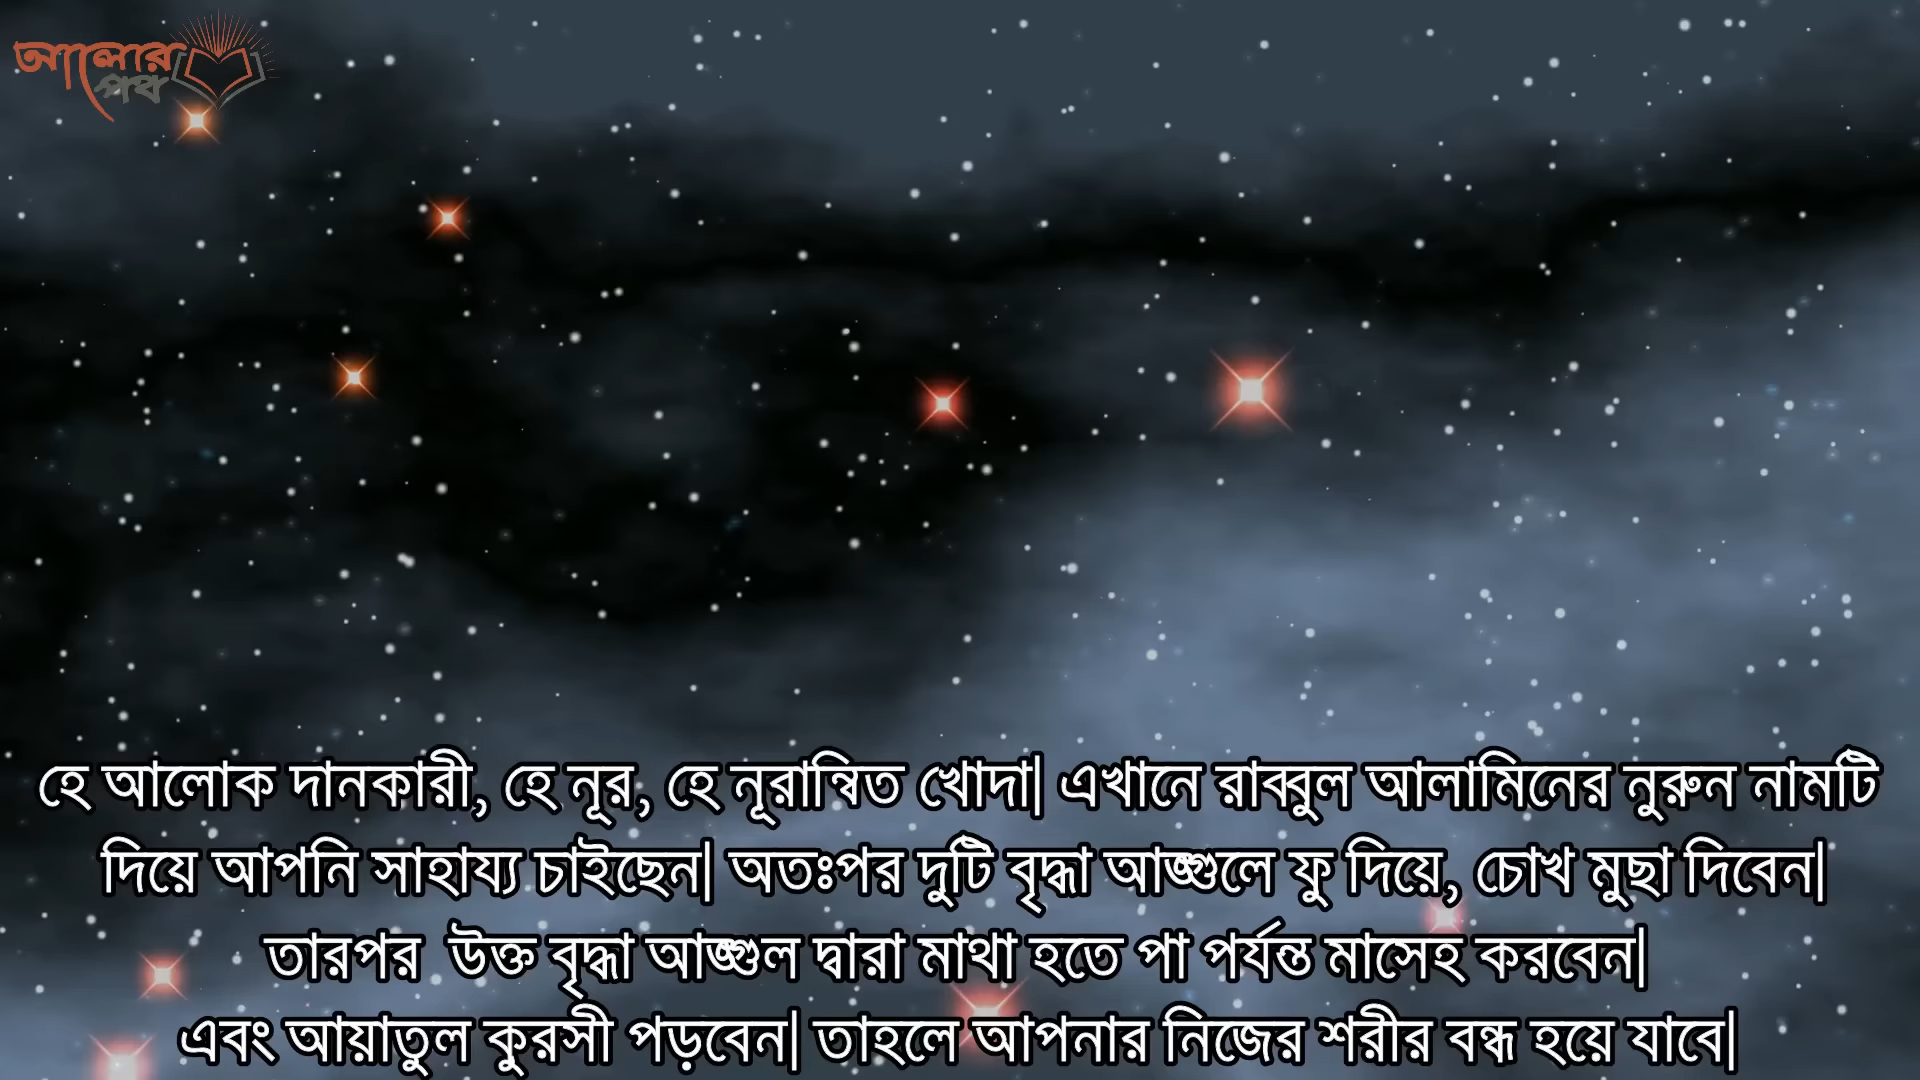 আলোর
পথ
হে আলোক দানকারী, হে নূর, হে নূরান্বিত খোদা| এখানে রাব্বুল আলামিনের নুরুন নামটি
দিয়ে আপনি সাহায্য চাইছেন| অতঃপর দুটি বৃদ্ধা আঙ্গুলে ফু দিয়ে, চোখ মুছা দিবেন|
তারপর উক্ত বৃদ্ধা আঙ্গুল দ্বারা মাথা হতে পা পর্যন্ত মাসেহ করবেন|
এবং আয়াতুল কুরসী পড়বেন| তাহলে আপনার নিজের শরীর বন্ধ হয়ে যাবে|